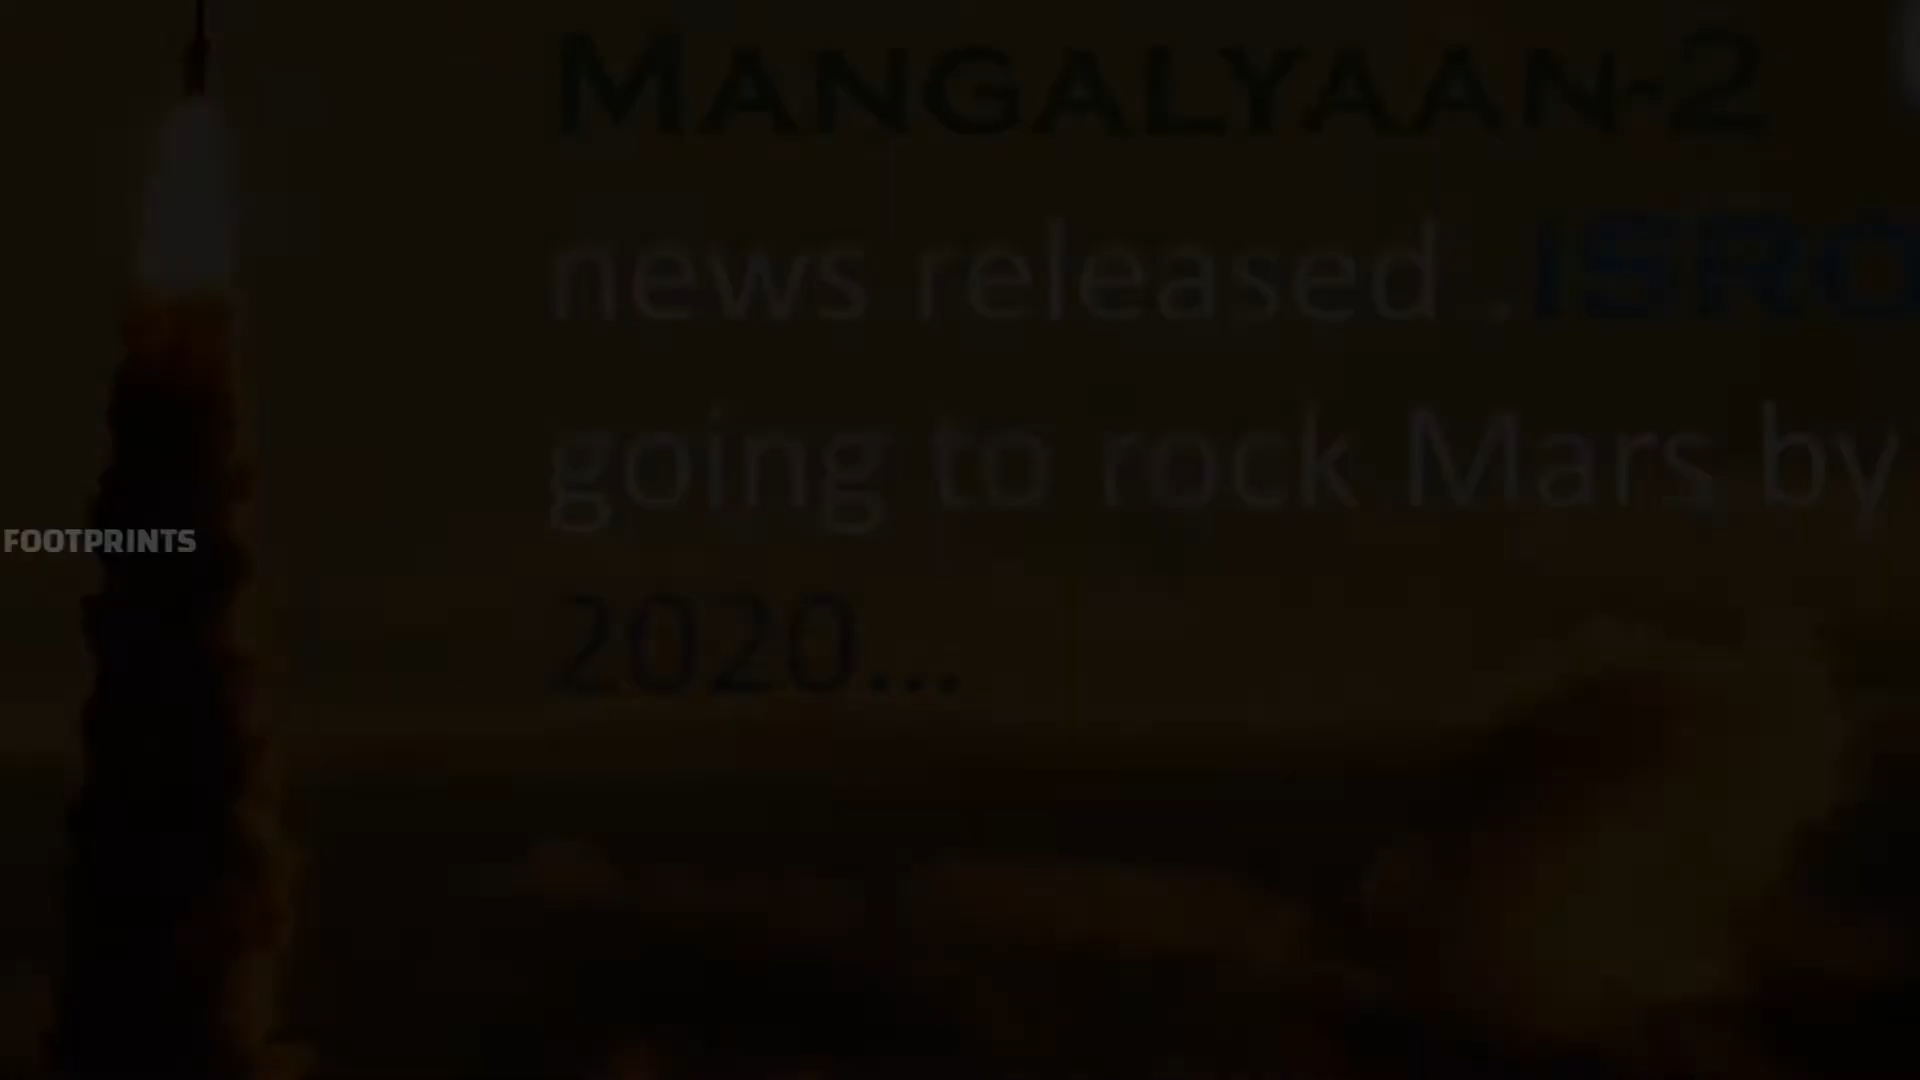 MANGALYAAN-2
news released .ISRO
going to rock Mars by
2020...
FOOTPRINTS